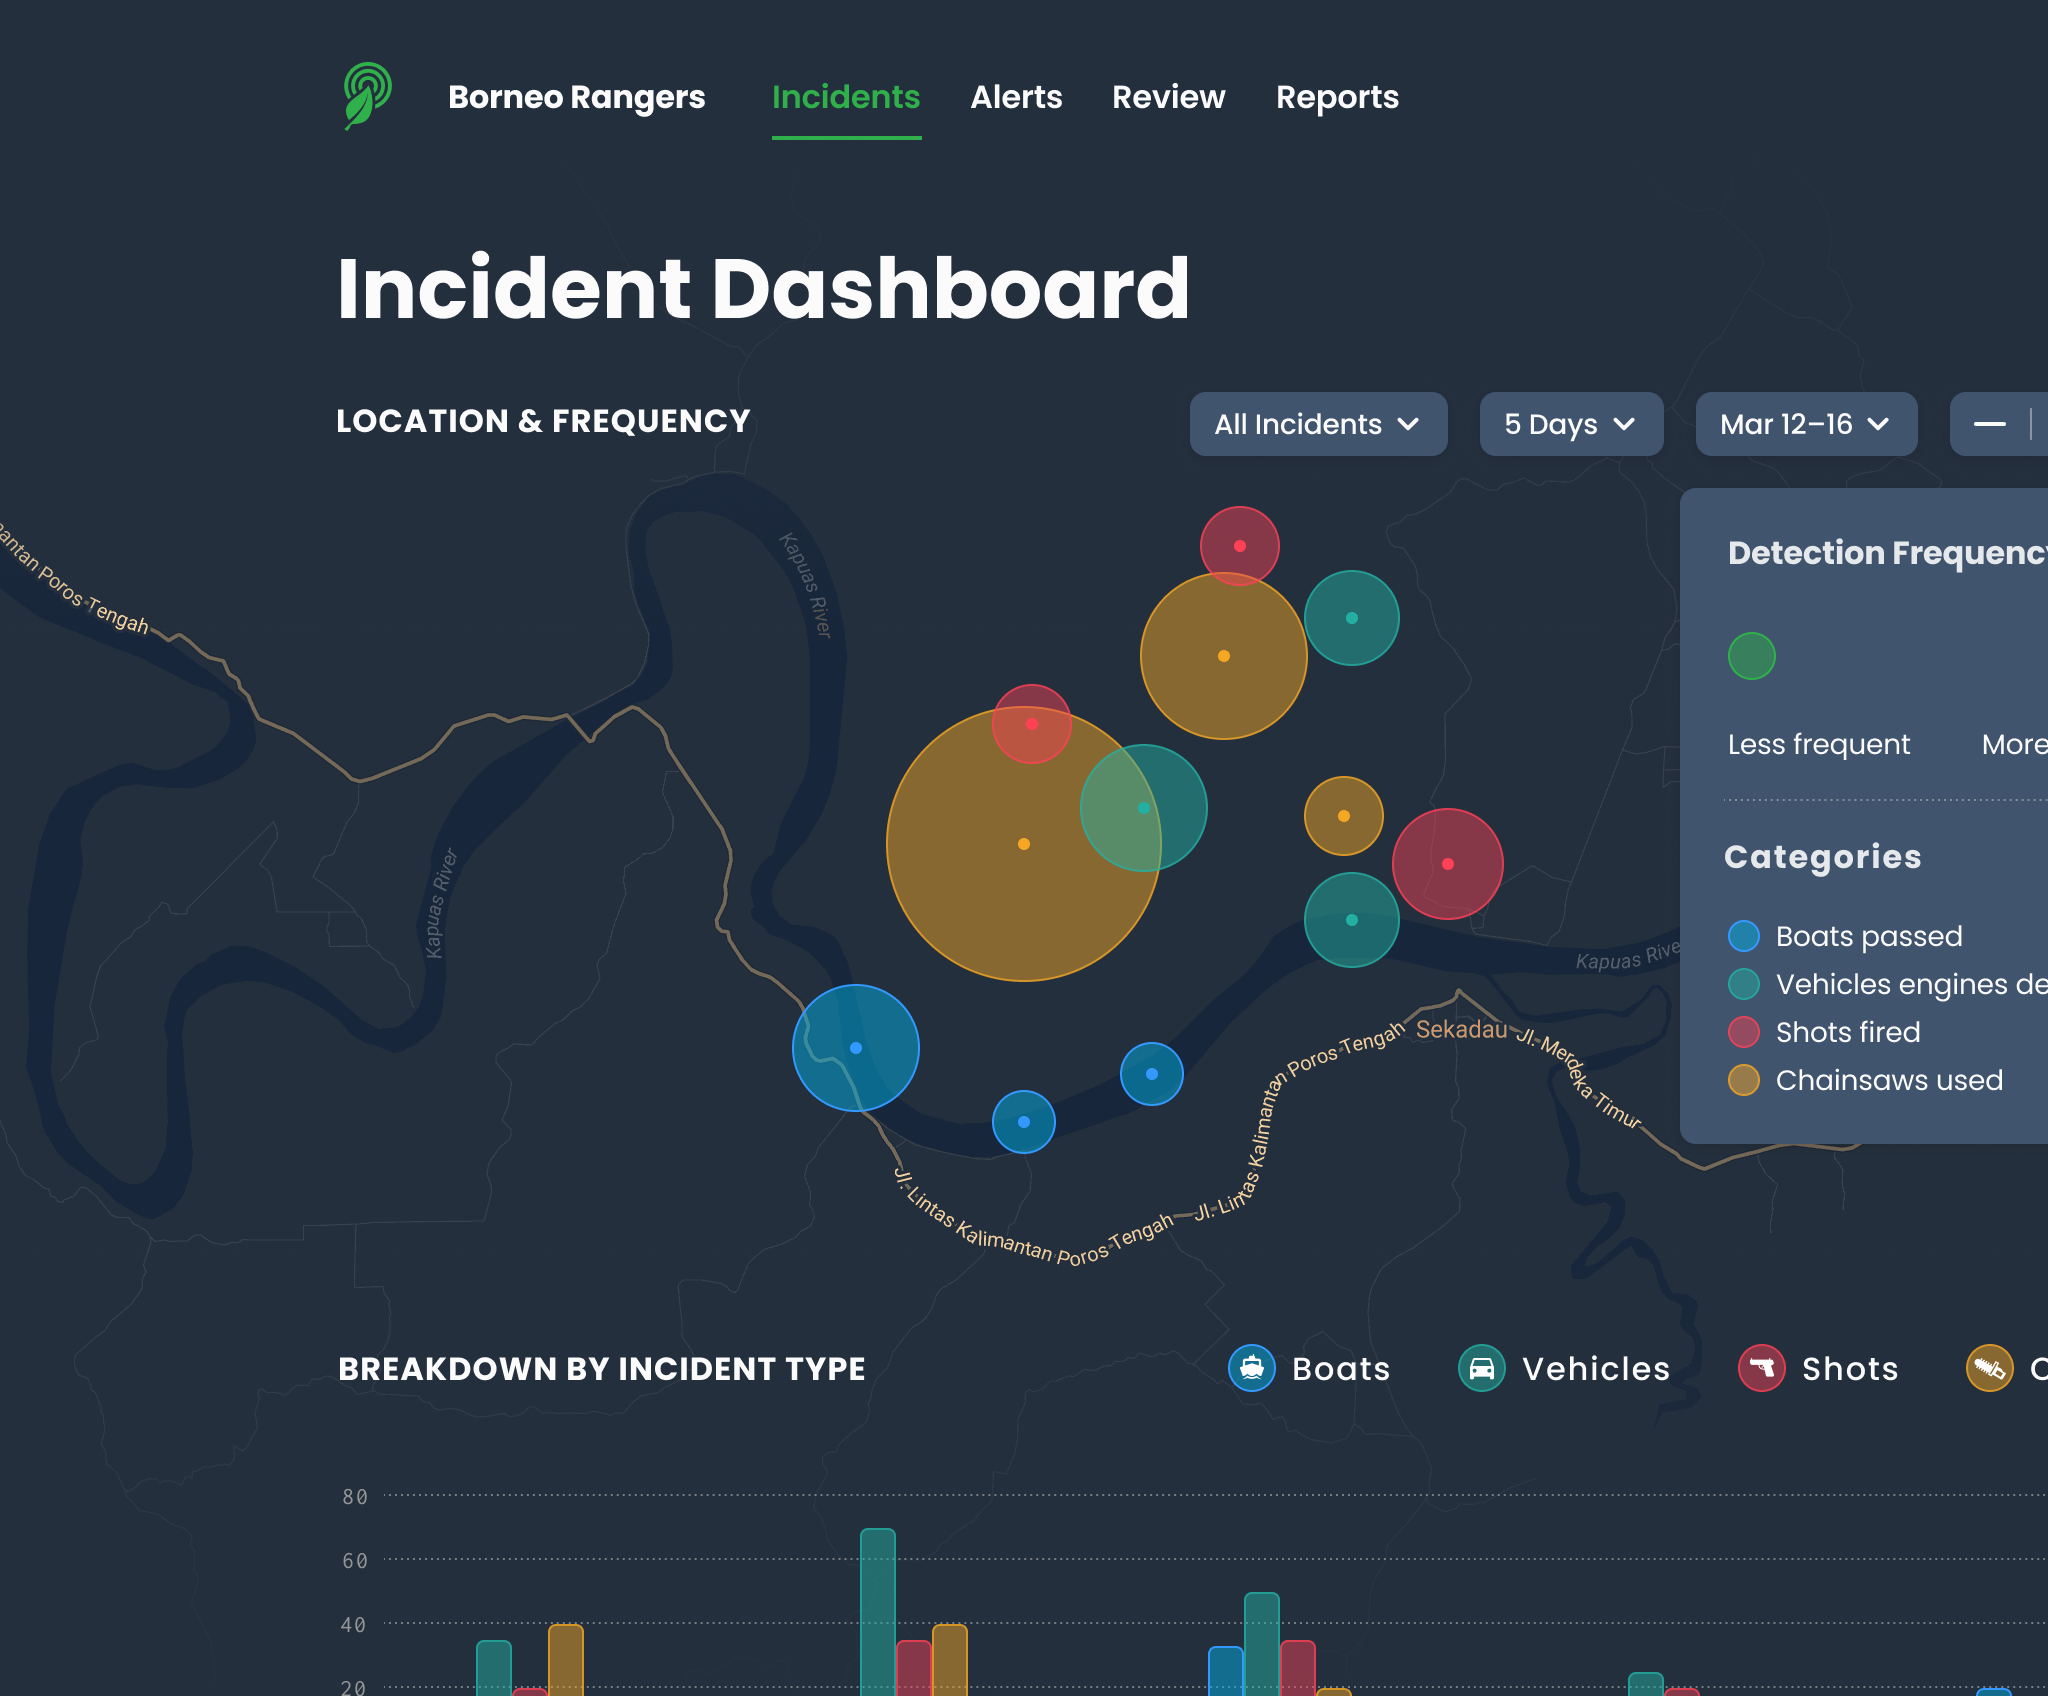 Borneo Rangers
Incidents
Alerts
Review
Reports
Incident Dashboard
LOCATION & FREQUENCY
All Incidents
5 Days
Mar 12–16
Kapuas River
Poros Tengah
Detection Frequency
Less frequent
More
Categories
Boats passed
Vehicles engines de
Shots fired
Chainsaws used
Kapuas River
Kapuas River
Jl. Lintas Kalimantan Poros Tengah
Jl. Lintas Kalimantan Poros Tengah
Sekadau
Jl. Merdeka Timur
BREAKDOWN BY INCIDENT TYPE
Boats
Vehicles
Shots
80
60
40
20